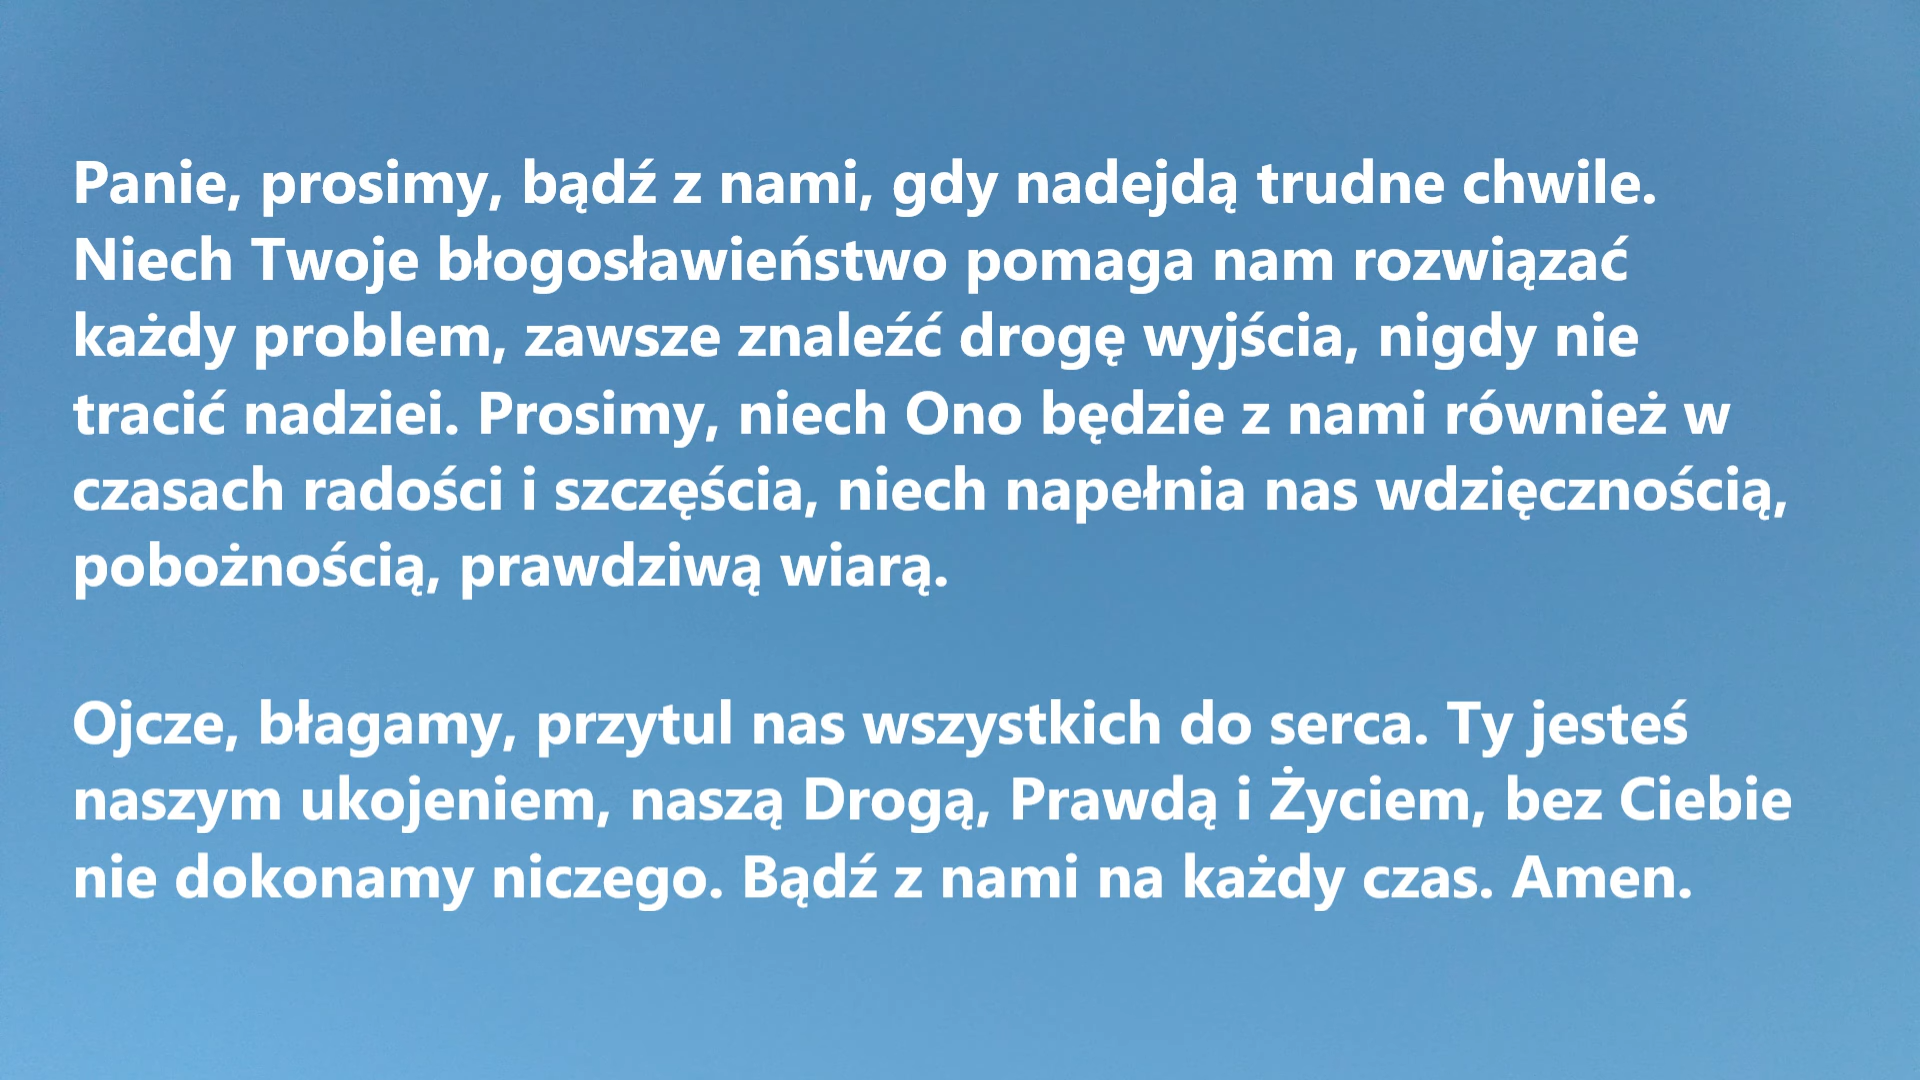 Panie, prosimy, bądź z nami, gdy nadejdą trudne chwile.
Niech Twoje błogosławieństwo pomaga nam rozwiązać
każdy problem, zawsze znaleźć drogę wyjścia, nigdy nie
tracić nadziei. Prosimy, niech Ono będzie z nami również w
czasach radości i szczęścia, niech napełnia nas wdzięcznością,
pobożnością, prawdziwą wiarą.
Ojcze, błagamy, przytul nas wszystkich do serca. Ty jesteś
naszym ukojeniem, naszą Drogą, Prawdą i Życiem, bez Ciebie
nie dokonamy niczego. Bądź z nami na każdy czas. Amen.